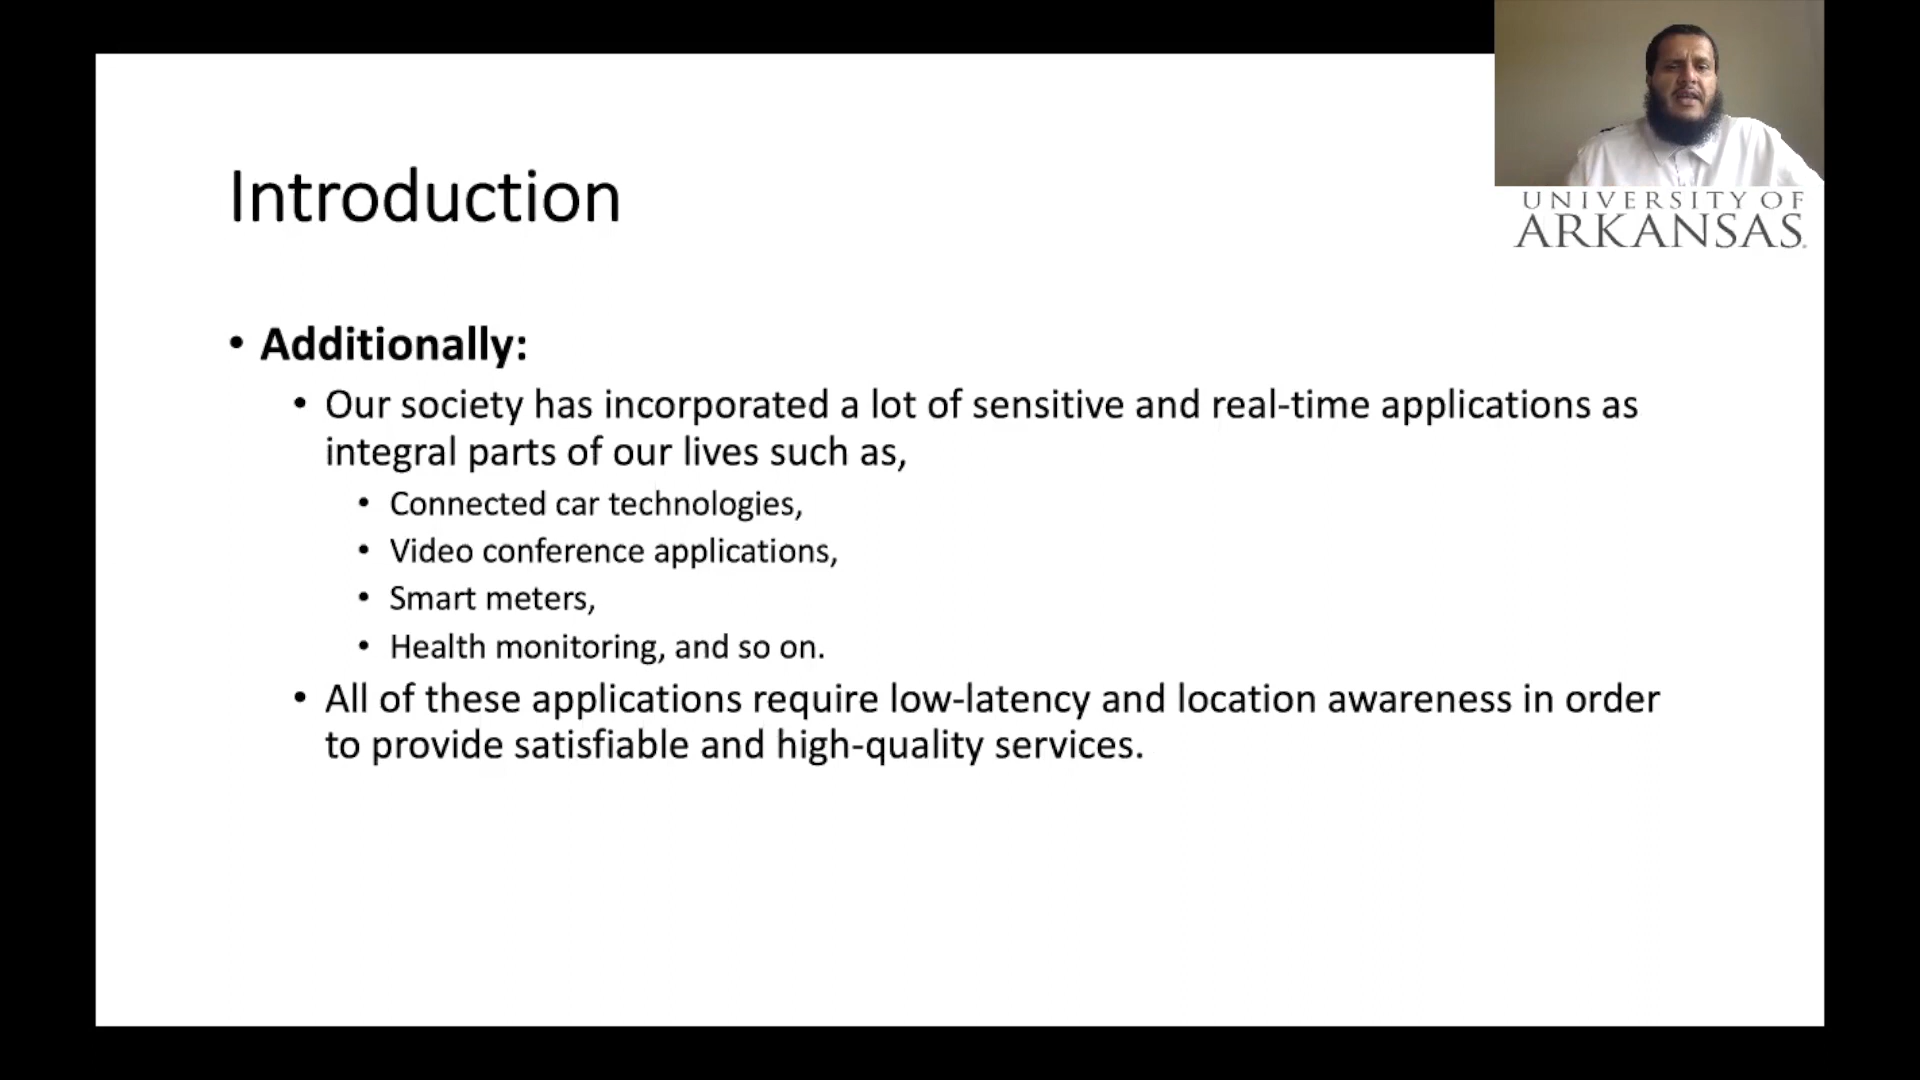 UNIVERSITY OF
ARKANSAS.
Introduction
• Additionally:
• Our society has incorporated a lot of sensitive and real-time applications as
integral parts of our lives such as,
• Connected car technologies,
• Video conference applications,
• Smart meters,
• Health monitoring, and so on.
• All of these applications require low-latency and location awareness in order
to provide satisfiable and high-quality services.